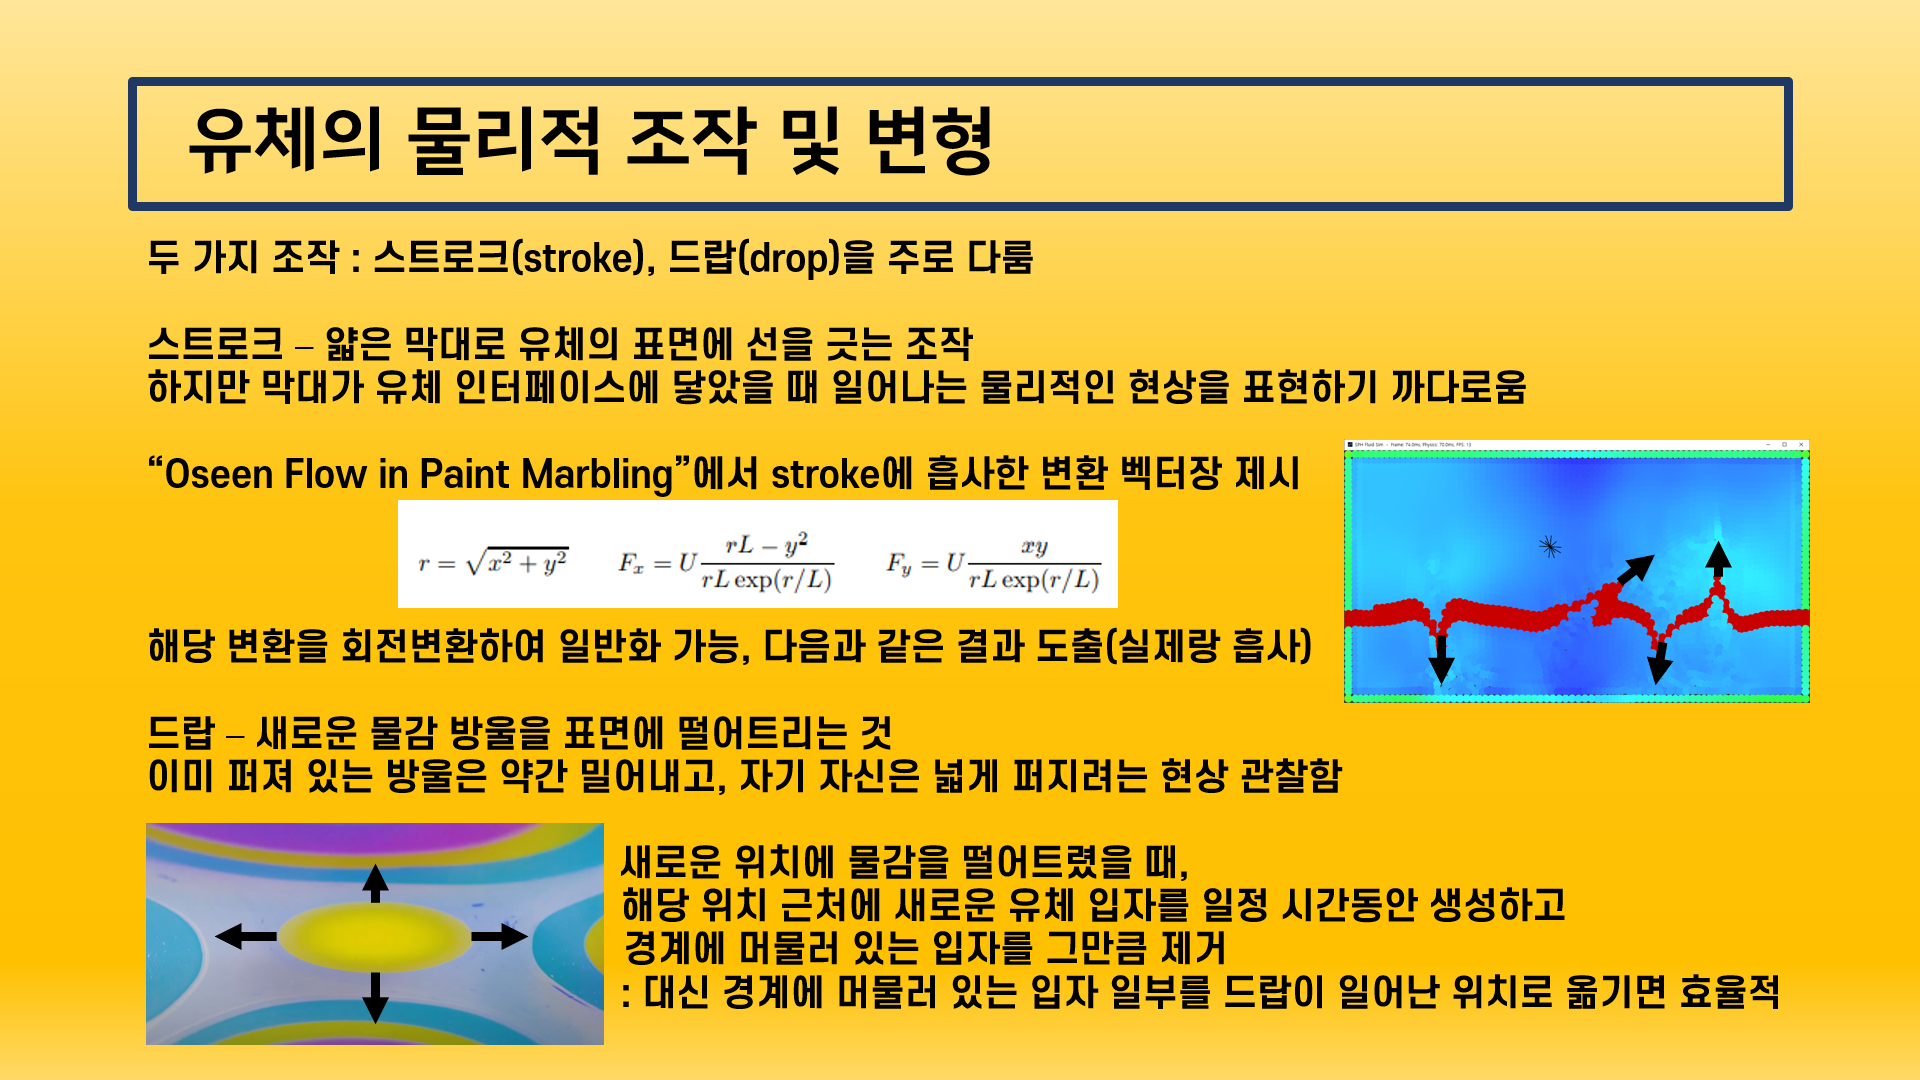 유체의 물리적 조작 및 변형
두 가지 조작 : 스트로크(stroke), 드랍(drop)을 주로 다룸
스트로크 – 얇은 막대로 유체의 표면에 선을 긋는 조작
하지만 막대가 유체 인터페이스에 닿았을 때 일어나는 물리적인 현상을 표현하기 까다로움
“Oseen Flow in Paint Marbling”에서 stroke에 흡사한 변환 벡터장 제시
r = √(x² + y²)  F_x = U (rL − y²)/(rL exp(r/L))  F_y = U xy/(rL exp(r/L))
SPH Fluid Sim - Frame: 74.0ms, Physics: 70.0ms, FPS: 13
해당 변환을 회전변환하여 일반화 가능, 다음과 같은 결과 도출(실제랑 흡사)
드랍 – 새로운 물감 방울을 표면에 떨어트리는 것
이미 퍼져 있는 방울은 약간 밀어내고, 자기 자신은 넓게 퍼지려는 현상 관찰함
새로운 위치에 물감을 떨어트렸을 때,
해당 위치 근처에 새로운 유체 입자를 일정 시간동안 생성하고
경계에 머물러 있는 입자를 그만큼 제거
: 대신 경계에 머물러 있는 입자 일부를 드랍이 일어난 위치로 옮기면 효율적